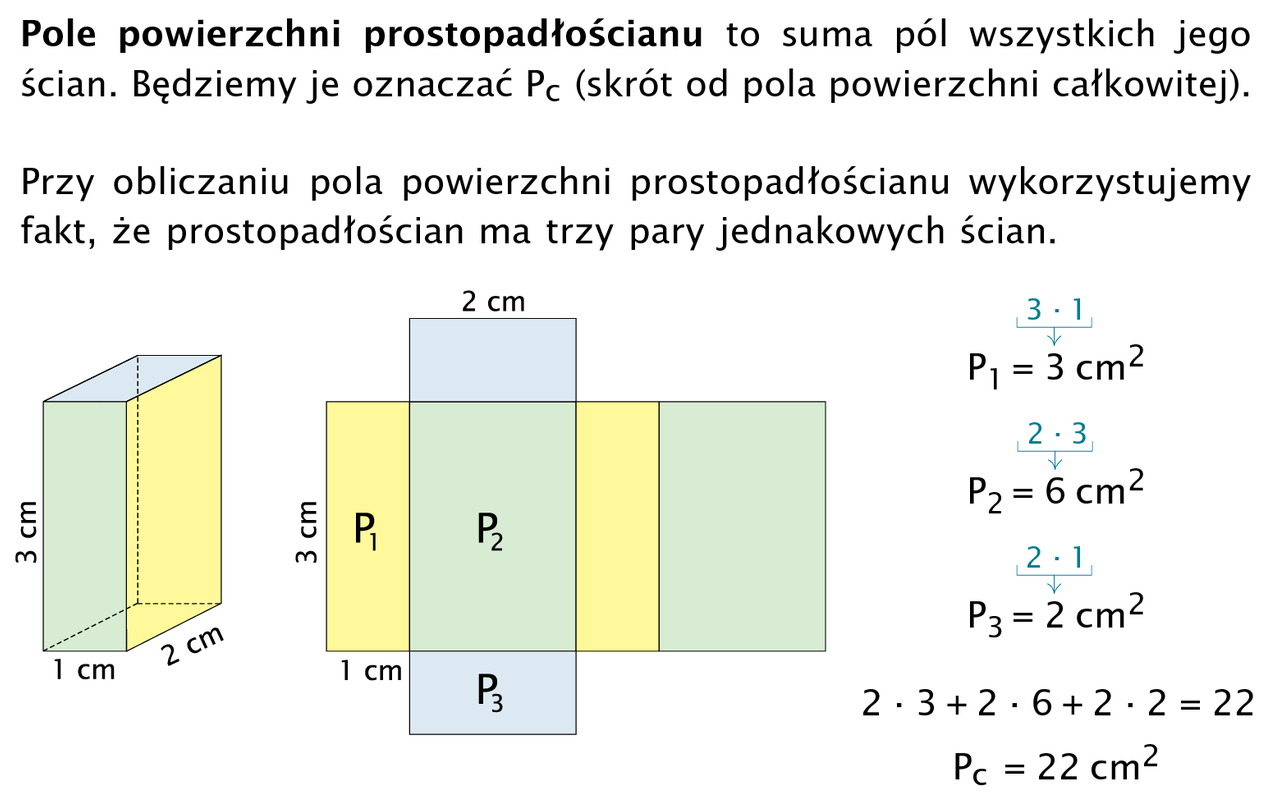 Pole powierzchni prostopadłościanu to suma pól wszystkich jego
ścian. Będziemy je oznaczać Pc (skrót od pola powierzchni całkowitej).
Przy obliczaniu pola powierzchni prostopadłościanu wykorzystujemy
fakt, że prostopadłościan ma trzy pary jednakowych ścian.
3 cm
1 cm
2 cm
2 cm
3 cm
P₁
P₂
1 cm
P₃
3 · 1
P₁ = 3 cm²
2 · 3
P₂ = 6 cm²
2 · 1
P₃ = 2 cm²
2 · 3 + 2 · 6 + 2 · 2 = 22
Pc = 22 cm²